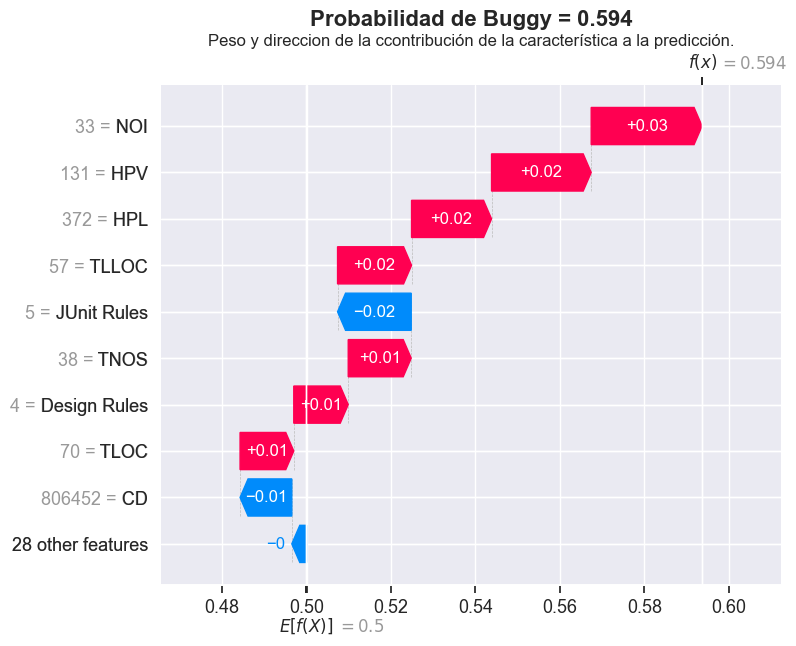 Probabilidad de Buggy = 0.594
Peso y direccion de la ccontribución de la característica a la predicción.
f(x) = 0.594
33 = NOI +0.03
131 = HPV +0.02
372 = HPL +0.02
57 = TLLOC +0.02
5 = JUnit Rules −0.02
38 = TNOS +0.01
4 = Design Rules +0.01
70 = TLOC +0.01
806452 = CD −0.01
28 other features −0
0.48 0.50 0.52 0.54 0.56 0.58 0.60
E[f(X)] = 0.5